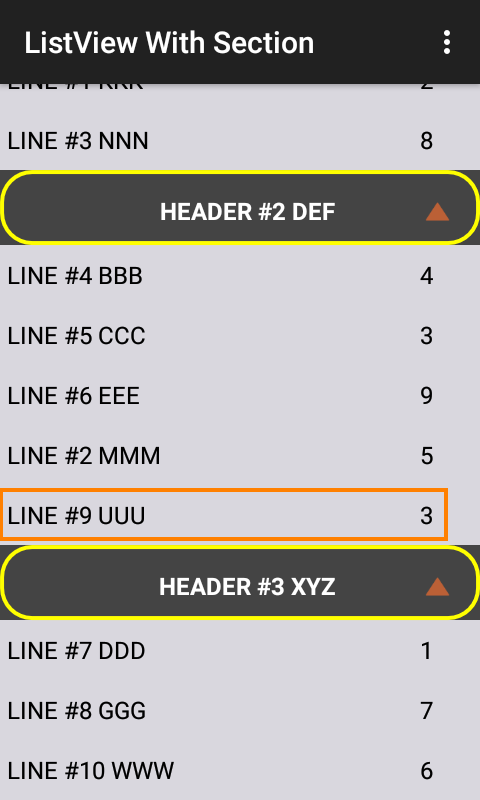 ListView With Section
LINE #3 NNN 8
HEADER #2 DEF
LINE #4 BBB 4
LINE #5 CCC 3
LINE #6 EEE 9
LINE #2 MMM 5
LINE #9 UUU 3
HEADER #3 XYZ
LINE #7 DDD 1
LINE #8 GGG 7
LINE #10 WWW 6